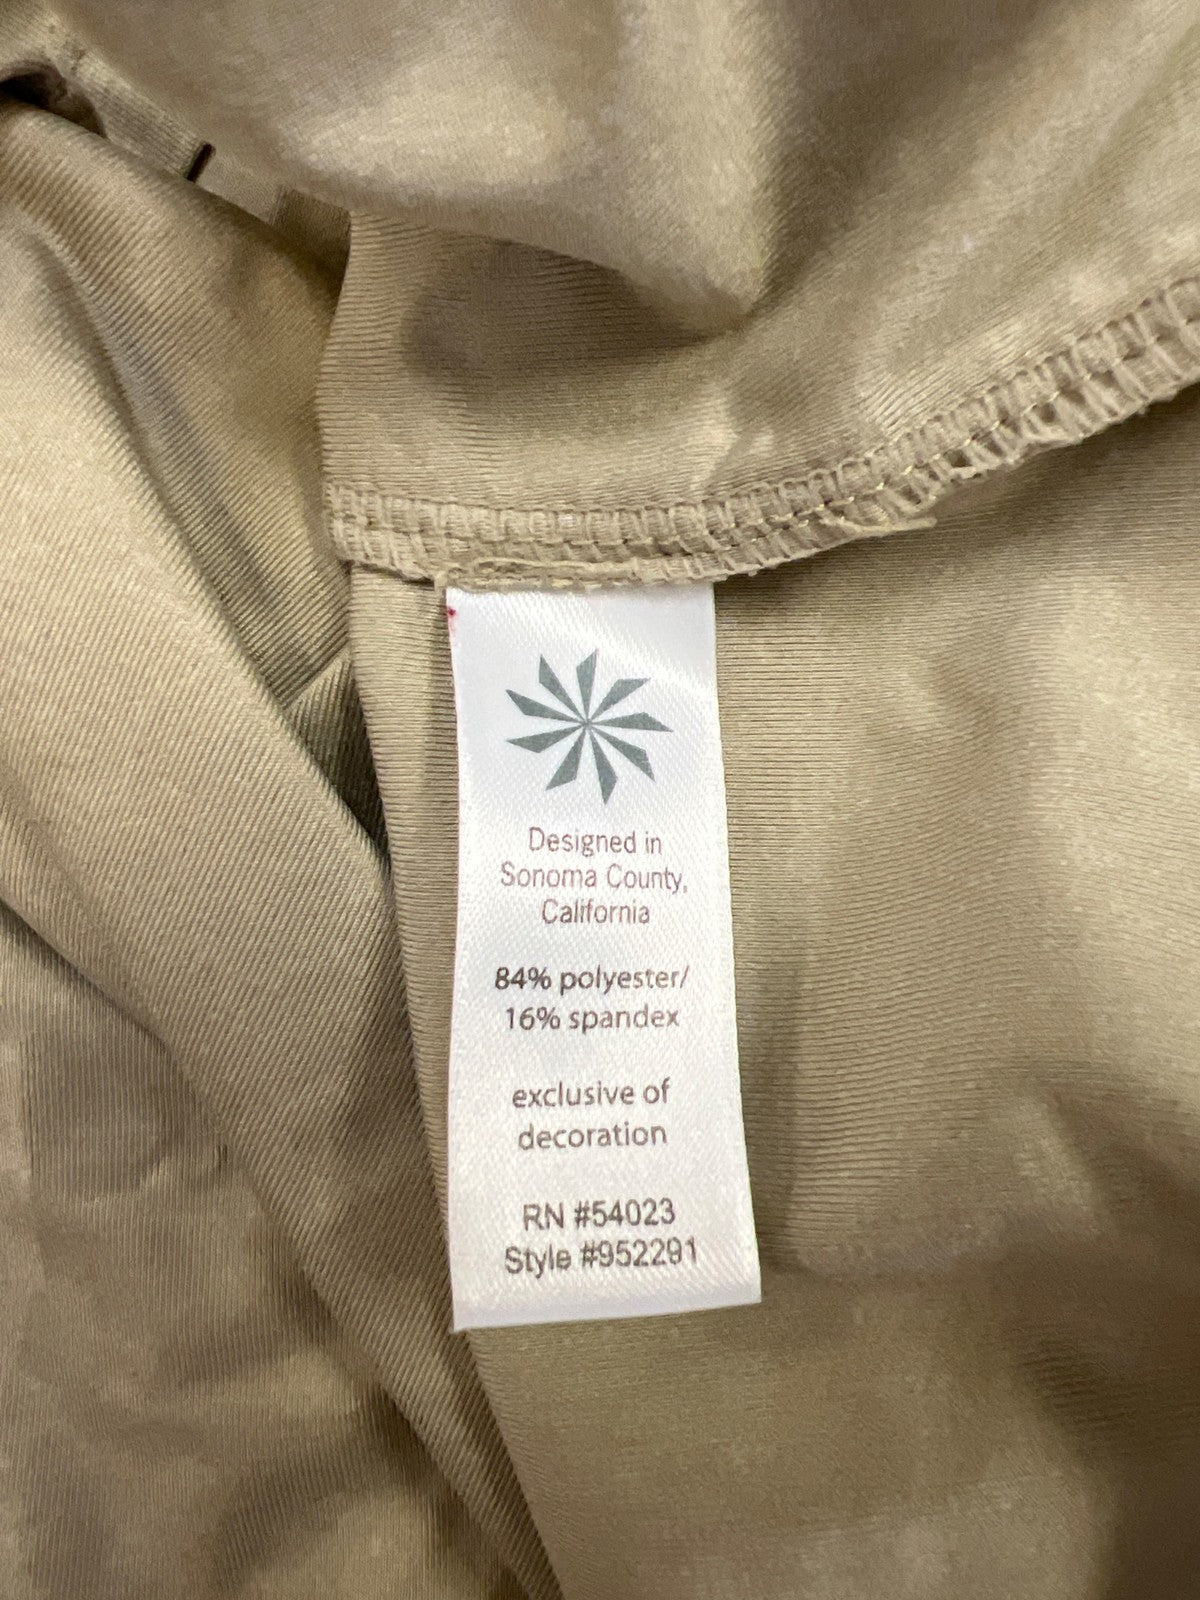 Designed in
Sonoma County,
California
84% polyester/
16% spandex
exclusive of
decoration
RN #54023
Style #952291